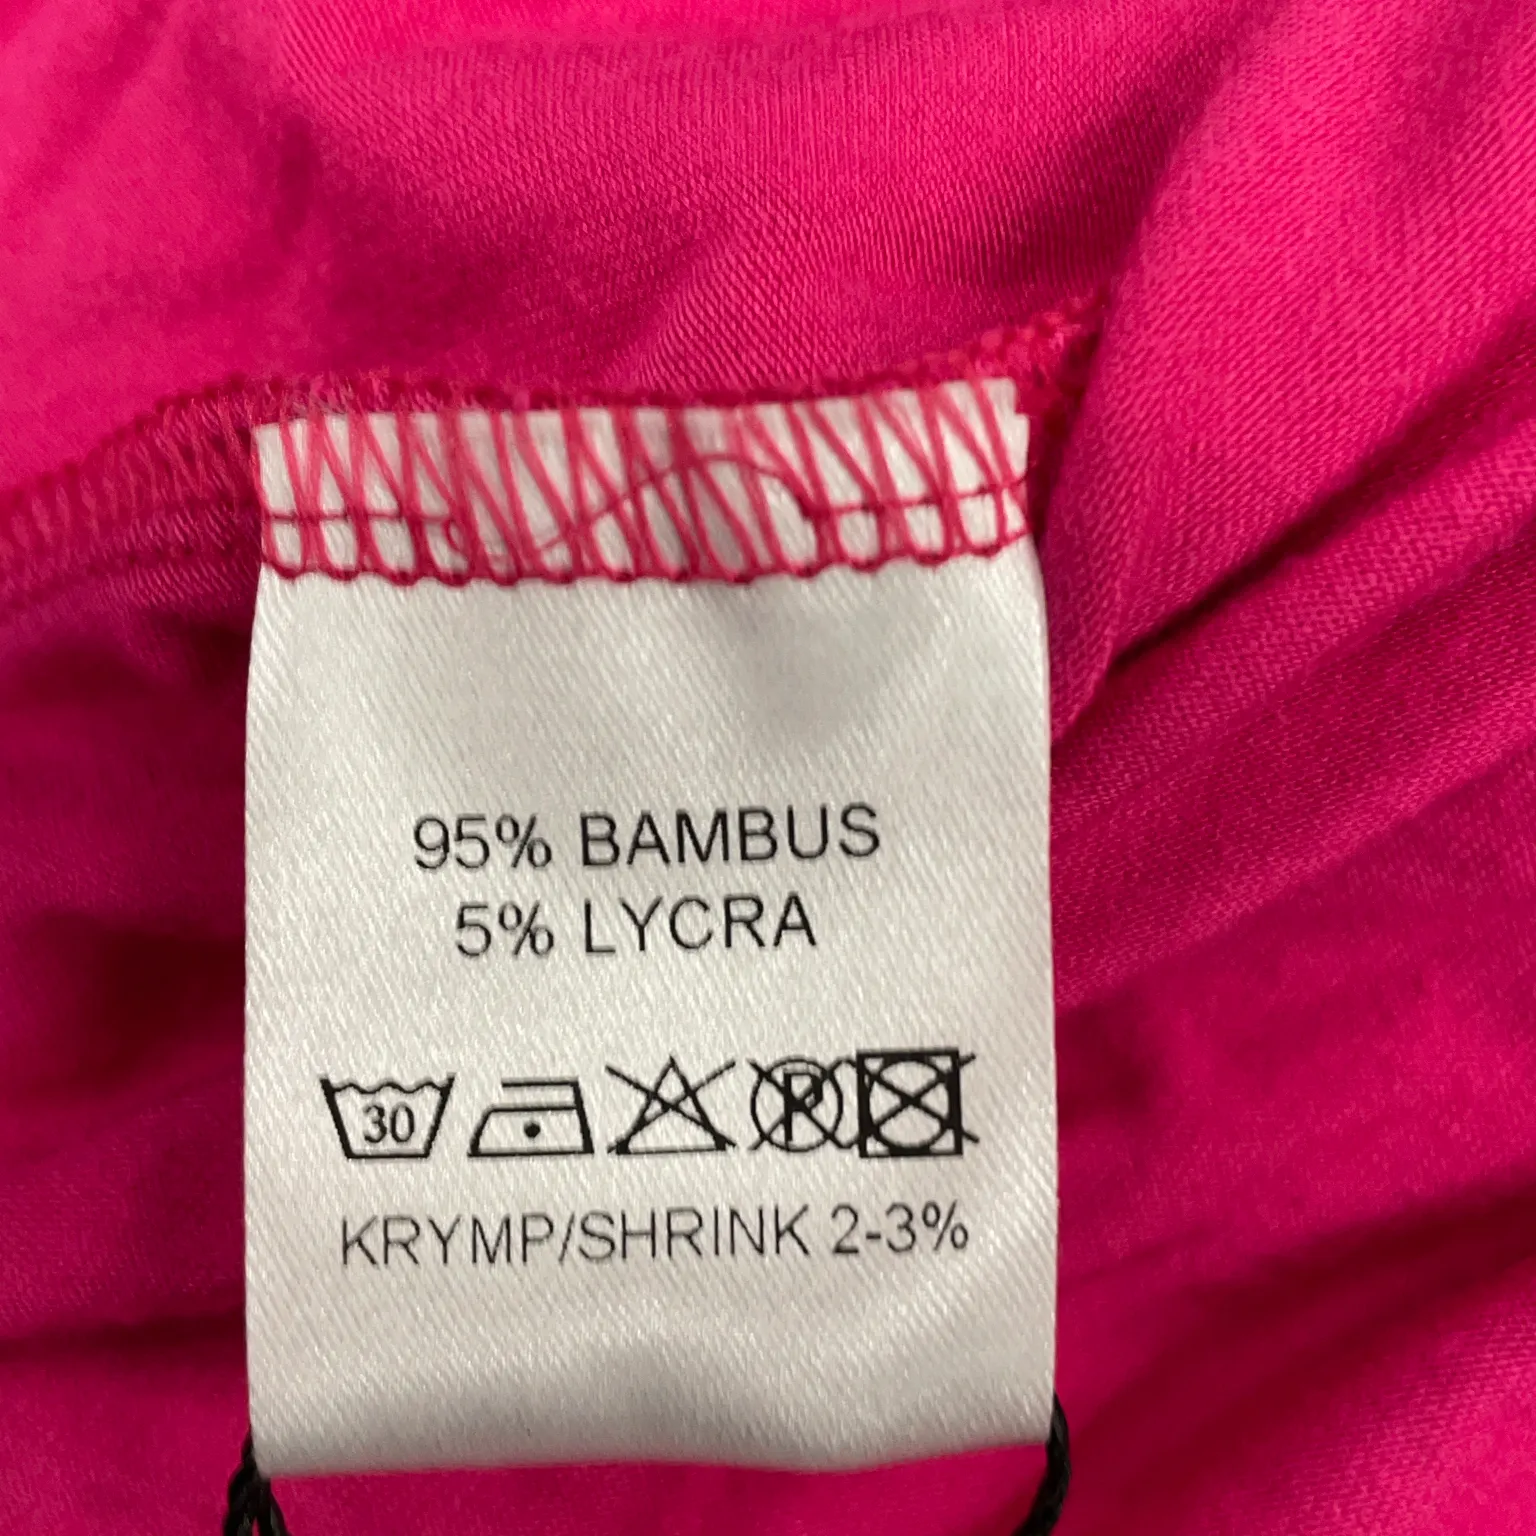 95% BAMBUS
5% LYCRA
30 P
KRYMP/SHRINK 2-3%